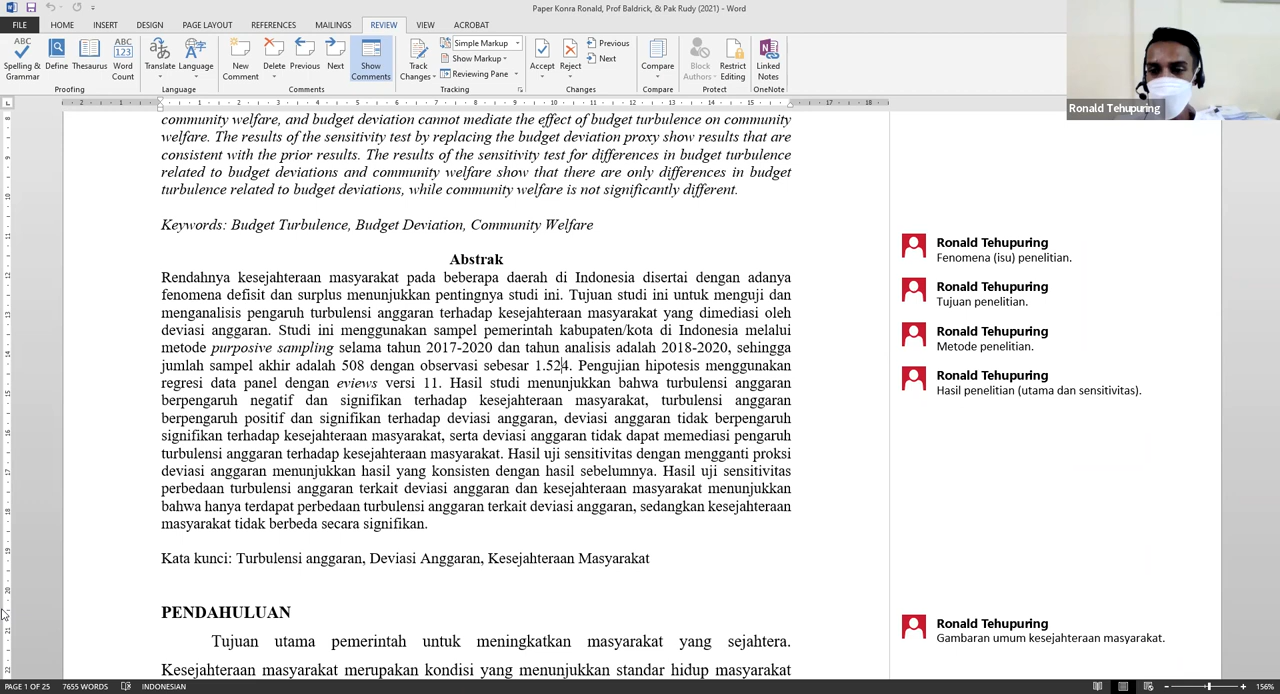 Paper Konra Ronald, Prof Baldrick, & Pak Rudy (2021) - Word
FILE HOME INSERT DESIGN PAGE LAYOUT REFERENCES MAILINGS REVIEW VIEW ACROBAT
Spelling & Grammar Define Thesaurus Word Count Translate Language New Comment Delete Previous Next Show Comments Track Changes Simple Markup Show Markup Reviewing Pane Accept Reject Previous Next Compare Block Authors Restrict Editing Linked Notes
Proofing Language Comments Tracking Changes Compare Protect OneNote
Ronald Tehupuring
community welfare, and budget deviation cannot mediate the effect of budget turbulence on community
welfare. The results of the sensitivity test by replacing the budget deviation proxy show results that are
consistent with the prior results. The results of the sensitivity test for differences in budget turbulence
related to budget deviations and community welfare show that there are only differences in budget
turbulence related to budget deviations, while community welfare is not significantly different.
Keywords: Budget Turbulence, Budget Deviation, Community Welfare
Abstrak
Rendahnya kesejahteraan masyarakat pada beberapa daerah di Indonesia disertai dengan adanya
fenomena defisit dan surplus menunjukkan pentingnya studi ini. Tujuan studi ini untuk menguji dan
menganalisis pengaruh turbulensi anggaran terhadap kesejahteraan masyarakat yang dimediasi oleh
deviasi anggaran. Studi ini menggunakan sampel pemerintah kabupaten/kota di Indonesia melalui
metode purposive sampling selama tahun 2017-2020 dan tahun analisis adalah 2018-2020, sehingga
jumlah sampel akhir adalah 508 dengan observasi sebesar 1.524. Pengujian hipotesis menggunakan
regresi data panel dengan eviews versi 11. Hasil studi menunjukkan bahwa turbulensi anggaran
berpengaruh negatif dan signifikan terhadap kesejahteraan masyarakat, turbulensi anggaran
berpengaruh positif dan signifikan terhadap deviasi anggaran, deviasi anggaran tidak berpengaruh
signifikan terhadap kesejahteraan masyarakat, serta deviasi anggaran tidak dapat memediasi pengaruh
turbulensi anggaran terhadap kesejahteraan masyarakat. Hasil uji sensitivitas dengan mengganti proksi
deviasi anggaran menunjukkan hasil yang konsisten dengan hasil sebelumnya. Hasil uji sensitivitas
perbedaan turbulensi anggaran terkait deviasi anggaran dan kesejahteraan masyarakat menunjukkan
bahwa hanya terdapat perbedaan turbulensi anggaran terkait deviasi anggaran, sedangkan kesejahteraan
masyarakat tidak berbeda secara signifikan.
Kata kunci: Turbulensi anggaran, Deviasi Anggaran, Kesejahteraan Masyarakat
PENDAHULUAN
Tujuan utama pemerintah untuk meningkatkan masyarakat yang sejahtera.
Kesejahteraan masyarakat merupakan kondisi yang menunjukkan standar hidup masyarakat
Ronald Tehupuring
Fenomena (isu) penelitian.
Ronald Tehupuring
Tujuan penelitian.
Ronald Tehupuring
Metode penelitian.
Ronald Tehupuring
Hasil penelitian (utama dan sensitivitas).
Ronald Tehupuring
Gambaran umum kesejahteraan masyarakat.
PAGE 1 OF 25 7655 WORDS INDONESIAN 156%